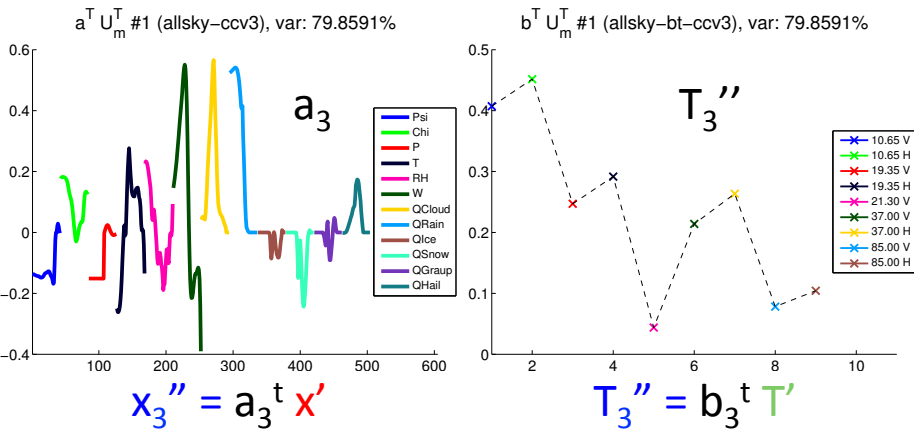 a^T U_m^T #1 (allsky−ccv3), var: 79.8591%
0.6
0.4
0.2
0
−0.2
−0.4
0
100
200
300
400
500
600
a₃
Psi
Chi
P
T
RH
W
QCloud
QRain
QIce
QSnow
QGraup
QHail
x₃” = a₃ᵗ x’
b^T U_m^T #1 (allsky−bt−ccv3), var: 79.8591%
0.5
0.4
0.3
0.2
0.1
0
2
4
6
8
10
T₃’’
10.65 V
10.65 H
19.35 V
19.35 H
21.30 V
37.00 V
37.00 H
85.00 V
85.00 H
T₃” = b₃ᵗ T’